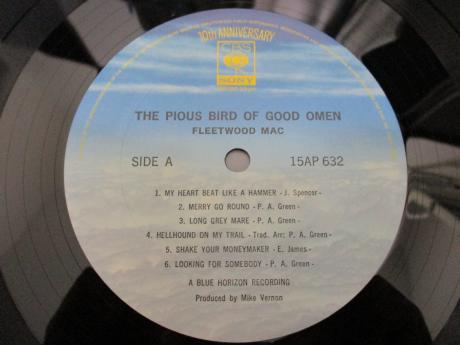 10TH ANNIVERSARY
CBS
SONY
THE PIOUS BIRD OF GOOD OMEN
FLEETWOOD MAC
SIDE A 15AP 632
1. MY HEART BEAT LIKE A HAMMER - J. Spencer -
2. MERRY GO ROUND - P. A. Green -
3. LONG GREY MARE - P. A. Green -
4. HELLHOUND ON MY TRAIL - Trad. Arr: P. A. Green -
5. SHAKE YOUR MONEYMAKER - E. James -
6. LOOKING FOR SOMEBODY - P. A. Green -
A BLUE HORIZON RECORDING
Produced by Mike Vernon